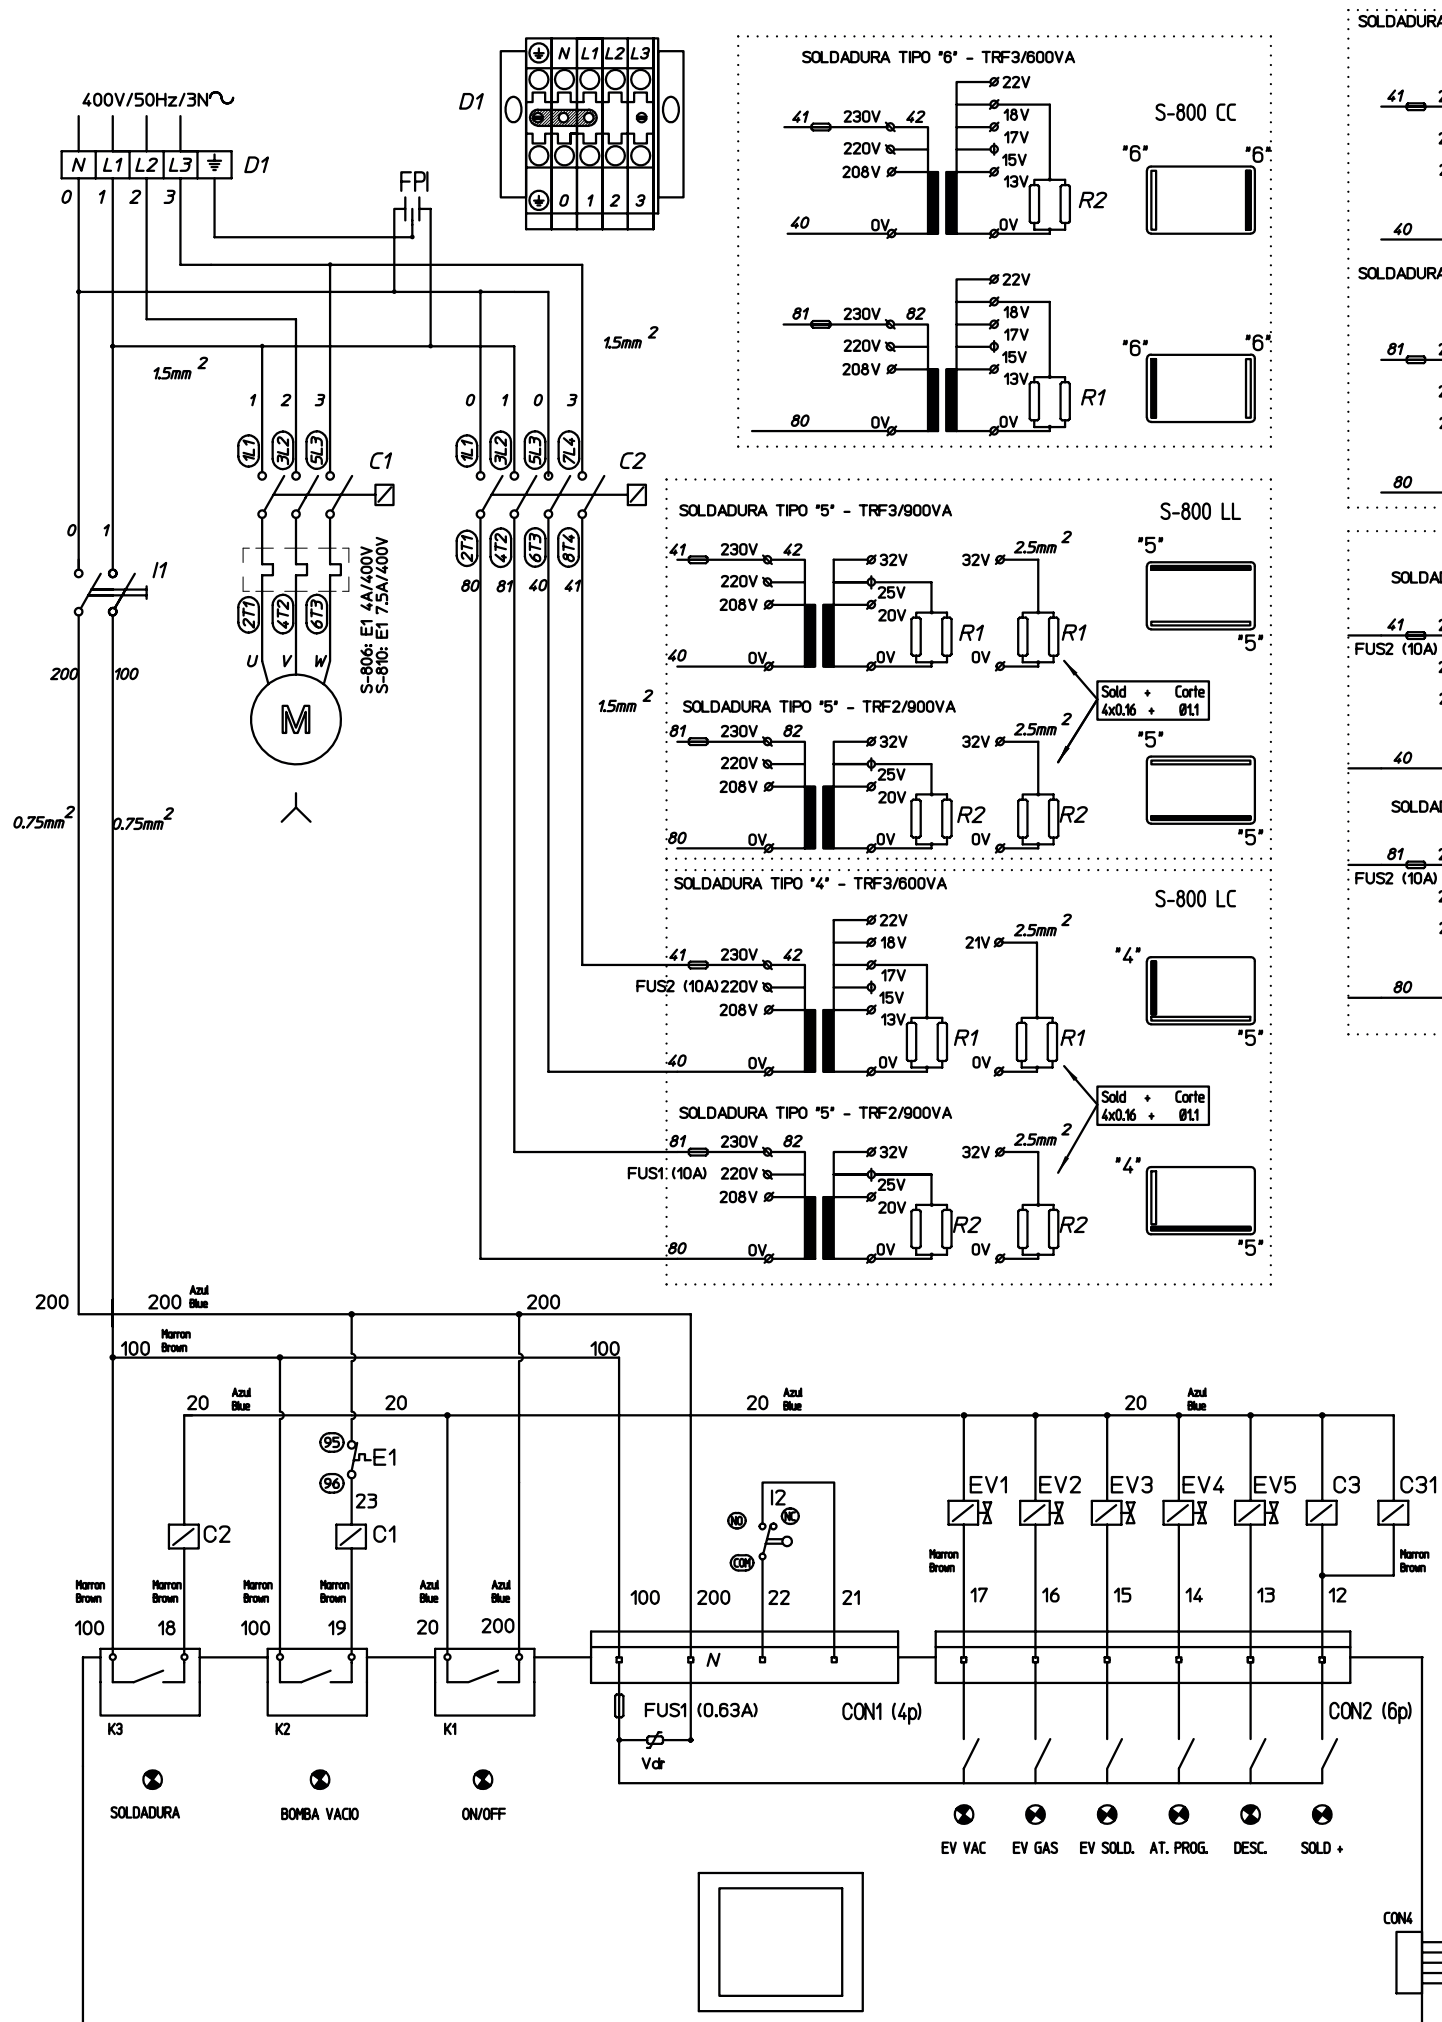 400V/50Hz/3N
N L1 L2 L3 D1
0 1 2 3
FPI
D1
N L1 L2 L3
0 1 2 3
1.5mm 2
1.5mm 2
1 2 3
1L1 3L2 5L3
C1
0 1 0 3
1L1 3L2 5L3 7L4
C2
2T1 4T2 6T3 8T4
80 81 40 41
0 1
I1
200 100
2T1 4T2 6T3
U V W
M
S-806: E1 4A/400V
S-810: E1 7.5A/400V
0.75mm 2
0.75mm 2
1.5mm 2
SOLDADURA TIPO "6" - TRF3/600VA
S-800 CC
41 230V 42
220V
208V
40 0V
22V
18V
17V
15V
13V
0V
R2
"6" "6"
81 230V 82
220V
208V
80 0V
22V
18V
17V
15V
13V
0V
R1
"6" "6"
SOLDADURA TIPO "5" - TRF3/900VA
S-800 LL
41 230V 42
220V
208V
40 0V
32V
25V
20V
0V
R1
32V 2.5mm 2
0V
R1
"5"
"5"
Sold + Corte
4x0.16 + Ø1.1
SOLDADURA TIPO "5" - TRF2/900VA
81 230V 82
220V
208V
80 0V
32V
25V
20V
0V
R2
32V 2.5mm 2
0V
R2
"5"
"5"
SOLDADURA TIPO "4" - TRF3/600VA
S-800 LC
41 230V 42
FUS2 (10A) 220V
208V
40 0V
22V
18V
17V
15V
13V
0V
R1
21V 2.5mm 2
0V
R1
"4"
"5"
Sold + Corte
4x0.16 + Ø1.1
SOLDADURA TIPO "5" - TRF2/900VA
81 230V 82
FUS1 (10A) 220V
208V
80 0V
32V
25V
20V
0V
R2
32V 2.5mm 2
0V
R2
"4"
"5"
SOLDADURA
41
40
SOLDADURA
81
80
41
FUS2 (10A)
40
81
FUS2 (10A)
80
200 200 Azul
Blue
200
100 Marron
Brown
100
20 Azul
Blue
20
20 Azul
Blue
20 Azul
Blue
95
E1
96
23
C2 C1
I2
NO NC
COM
EV1 EV2 EV3 EV4 EV5 C3 C31
Marron
Brown
Marron
Brown
Marron
Brown
Marron
Brown
Azul
Blue
Azul
Blue
Marron
Brown
Marron
Brown
100 18 100 19 20 200
100 200 22 21
17 16 15 14 13 12
N
K3 K2 K1
FUS1 (0.63A)
Vdr
CON1 (4p)
CON2 (6p)
SOLDADURA BOMBA VACIO ON/OFF
EV VAC EV GAS EV SOLD. AT. PROG. DESC. SOLD +
CON4